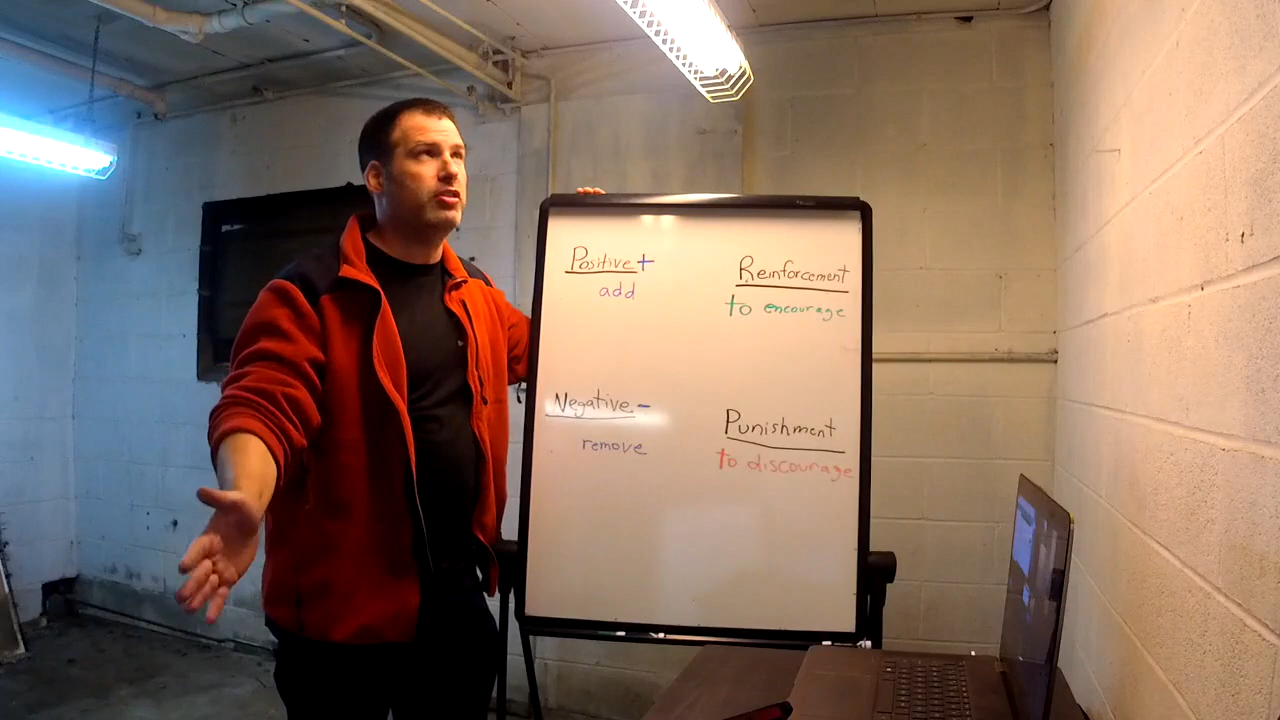 Positive +
add
Reinforcement
to encourage
Negative -
remove
Punishment
to discourage